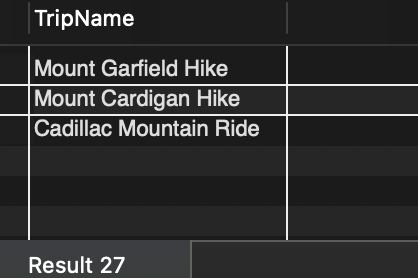 TripName
Mount Garfield Hike
Mount Cardigan Hike
Cadillac Mountain Ride
Result 27